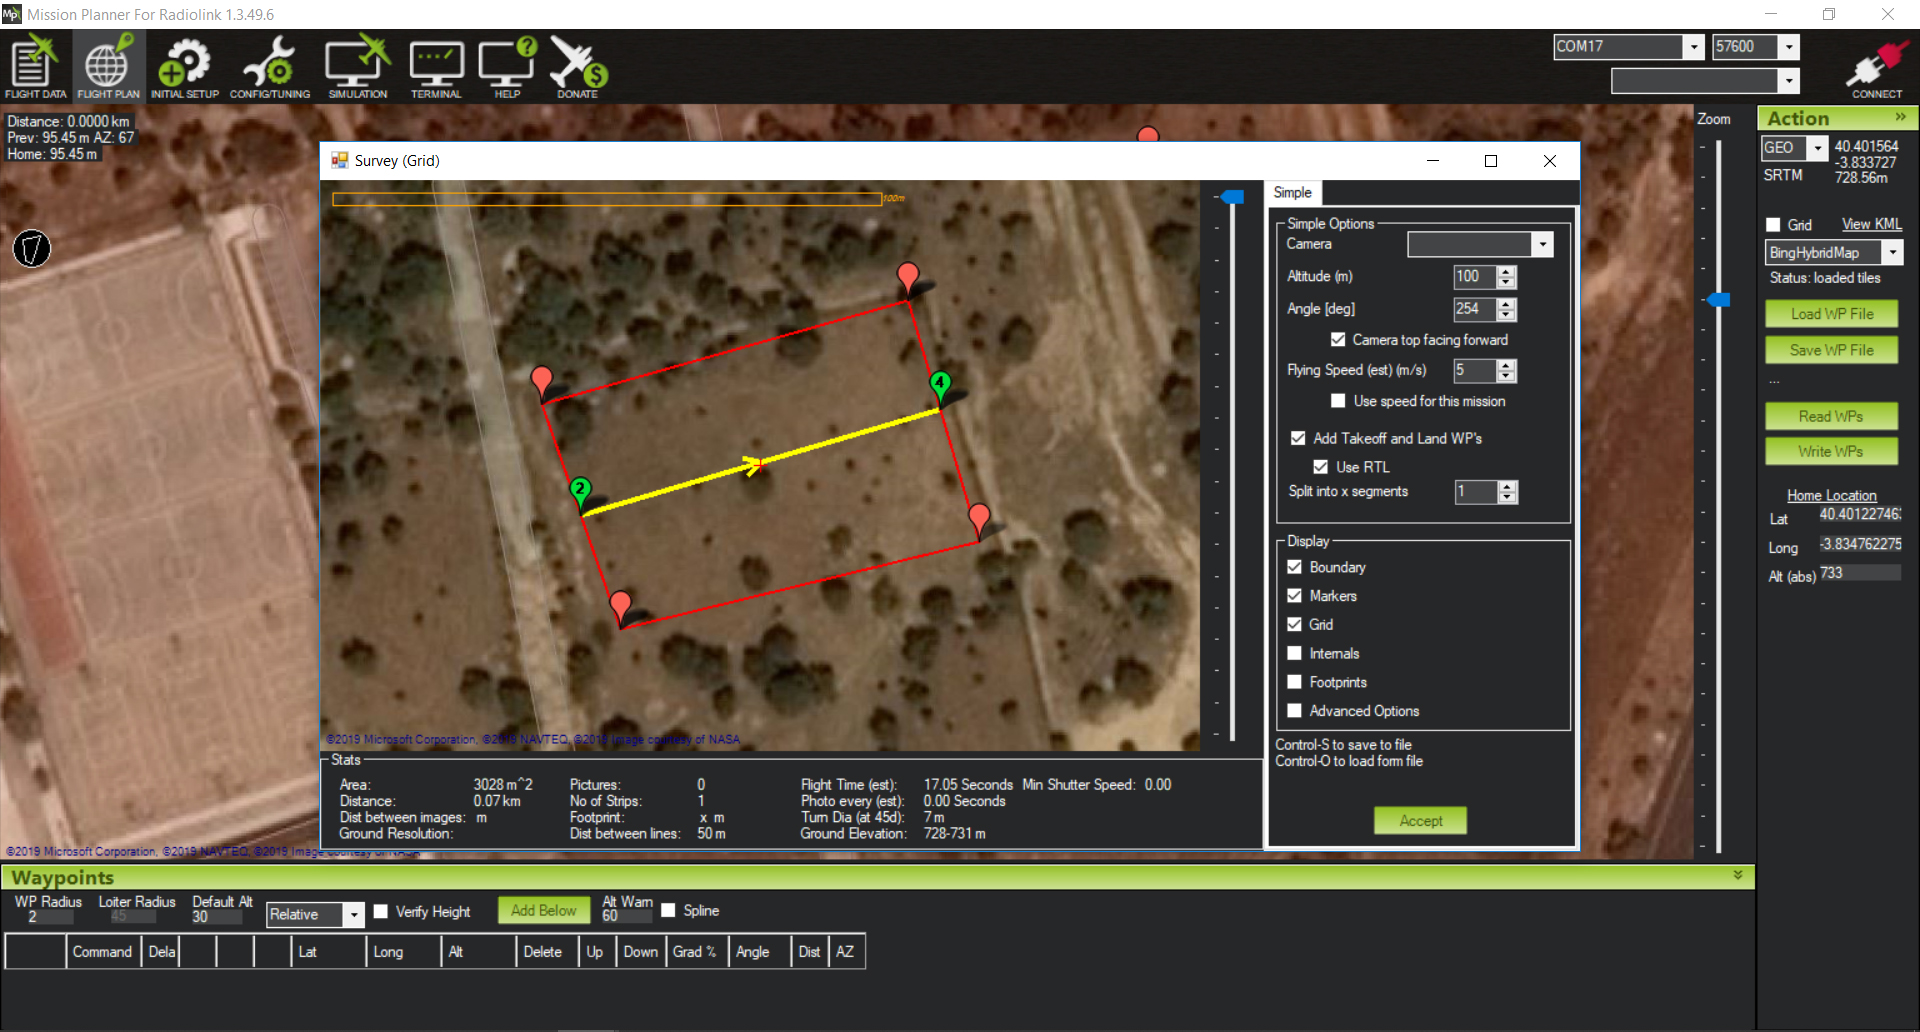 Mission Planner For Radiolink 1.3.49.6
FLIGHT DATA FLIGHT PLAN INITIAL SETUP CONFIG/TUNING SIMULATION TERMINAL HELP DONATE
COM17 57600
CONNECT
Distance: 0.0000 km
Prev: 95.45 m AZ: 67
Home: 95.45 m
Survey (Grid)
100m
4
2
©2019 Microsoft Corporation, ©2019 NAVTEQ, ©2019 Image courtesy of NASA
Stats
Area: 3028 m^2 Pictures: 0 Flight Time (est): 17.05 Seconds Min Shutter Speed: 0.00
Distance: 0.07 km No of Strips: 1 Photo every (est): 0.00 Seconds
Dist between images: m Footprint: x m Turn Dia (at 45d): 7 m
Ground Resolution: Dist between lines: 50 m Ground Elevation: 728-731 m
Simple
Simple Options
Camera
Altitude (m) 100
Angle [deg] 254
Camera top facing forward
Flying Speed (est) (m/s) 5
Use speed for this mission
Add Takeoff and Land WP's
Use RTL
Split into x segments 1
Display
Boundary
Markers
Grid
Internals
Footprints
Advanced Options
Control-S to save to file
Control-O to load form file
Accept
Zoom
Action »
GEO 40.401564
-3.833727
SRTM 728.56m
Grid View KML
BingHybridMap
Status: loaded tiles
Load WP File
Save WP File
...
Read WPs
Write WPs
Home Location
Lat 40.40122746
Long -3.834762275
Alt (abs) 733
©2019 Microsoft Corporation, ©2019 NAVTEQ, ©2019 Image courtesy of NASA
Waypoints
WP Radius Loiter Radius Default Alt Alt Warn
2 45 30 Relative Verify Height Add Below 60 Spline
Command Dela Lat Long Alt Delete Up Down Grad % Angle Dist AZ